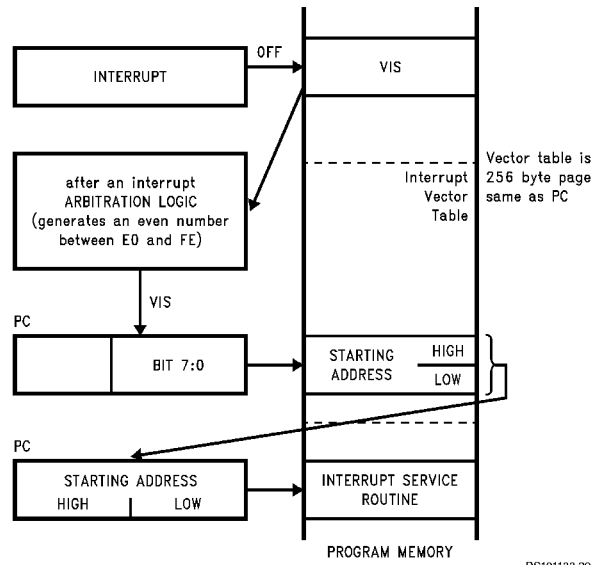 INTERRUPT
OFF
VIS
after an interrupt
ARBITRATION LOGIC
(generates an even number
between E0 and FE)
Interrupt
Vector
Table
Vector table is
256 byte page
same as PC
VIS
PC
BIT 7:0
STARTING
ADDRESS
HIGH
LOW
PC
STARTING ADDRESS
HIGH LOW
INTERRUPT SERVICE
ROUTINE
PROGRAM MEMORY